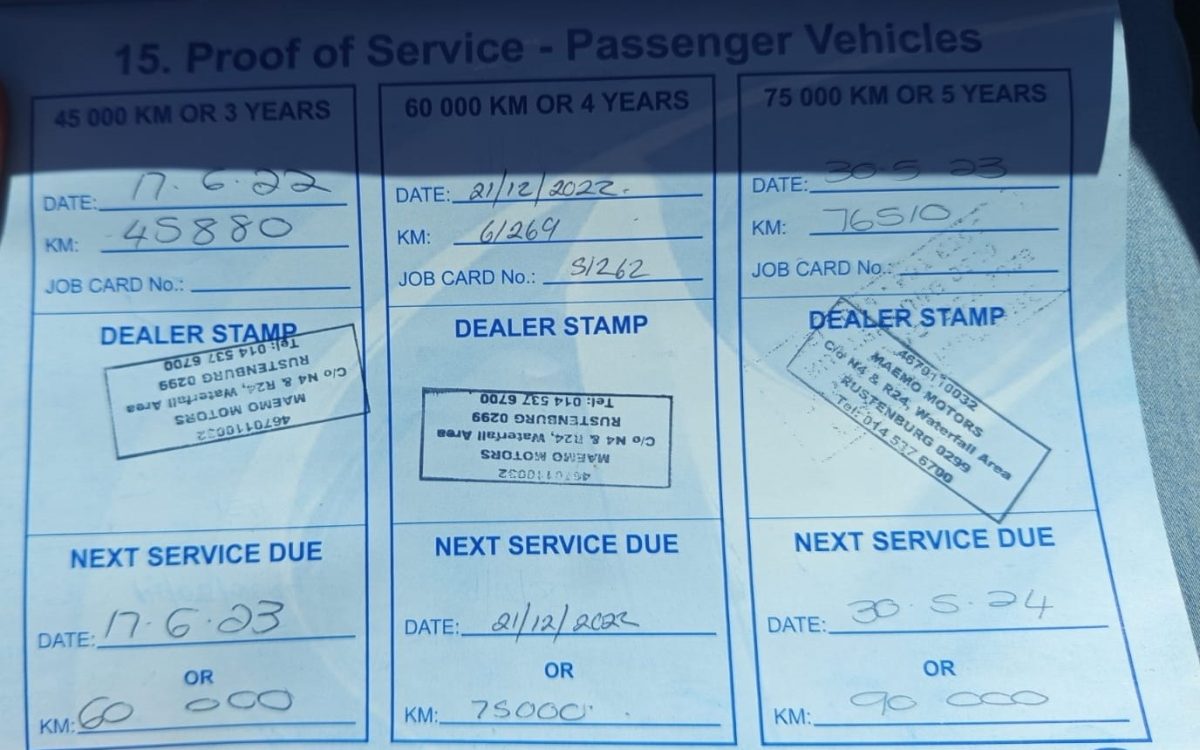 15. Proof of Service - Passenger Vehicles
45 000 KM OR 3 YEARS
DATE: 17. 6. 22
KM: 45880
JOB CARD No.:
DEALER STAMP
4670110032
MAEMO MOTORS
C/o N4 & R24, Waterfall Area
RUSTENBURG 0299
Tel: 014 537 6700
NEXT SERVICE DUE
DATE: 17. 6. 23
OR
KM: 60 000
60 000 KM OR 4 YEARS
DATE: 21/12/2022.
KM: 61269
JOB CARD No.: 51262
DEALER STAMP
4670110032
MAEMO MOTORS
C/o N4 & R24, Waterfall Area
RUSTENBURG 0299
Tel: 014 537 6700
NEXT SERVICE DUE
DATE: 21/12/2022
OR
KM: 75000
75 000 KM OR 5 YEARS
DATE: 30.5 23
KM: 76510
JOB CARD No.:
DEALER STAMP
4670110032
MAEMO MOTORS
C/o N4 & R24, Waterfall Area
RUSTENBURG 0299
Tel: 014 537 6700
NEXT SERVICE DUE
DATE: 30. 5. 24
OR
KM: 90 000